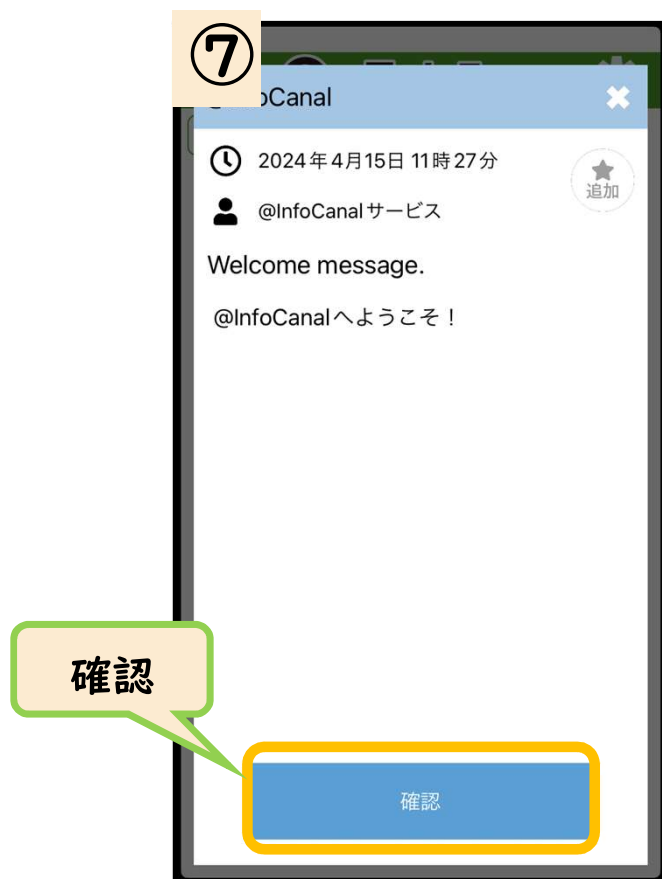 ⑦
@InfoCanal
2024年4月15日 11時27分
追加
@InfoCanalサービス
Welcome message.
@InfoCanalへようこそ！
確認
確認